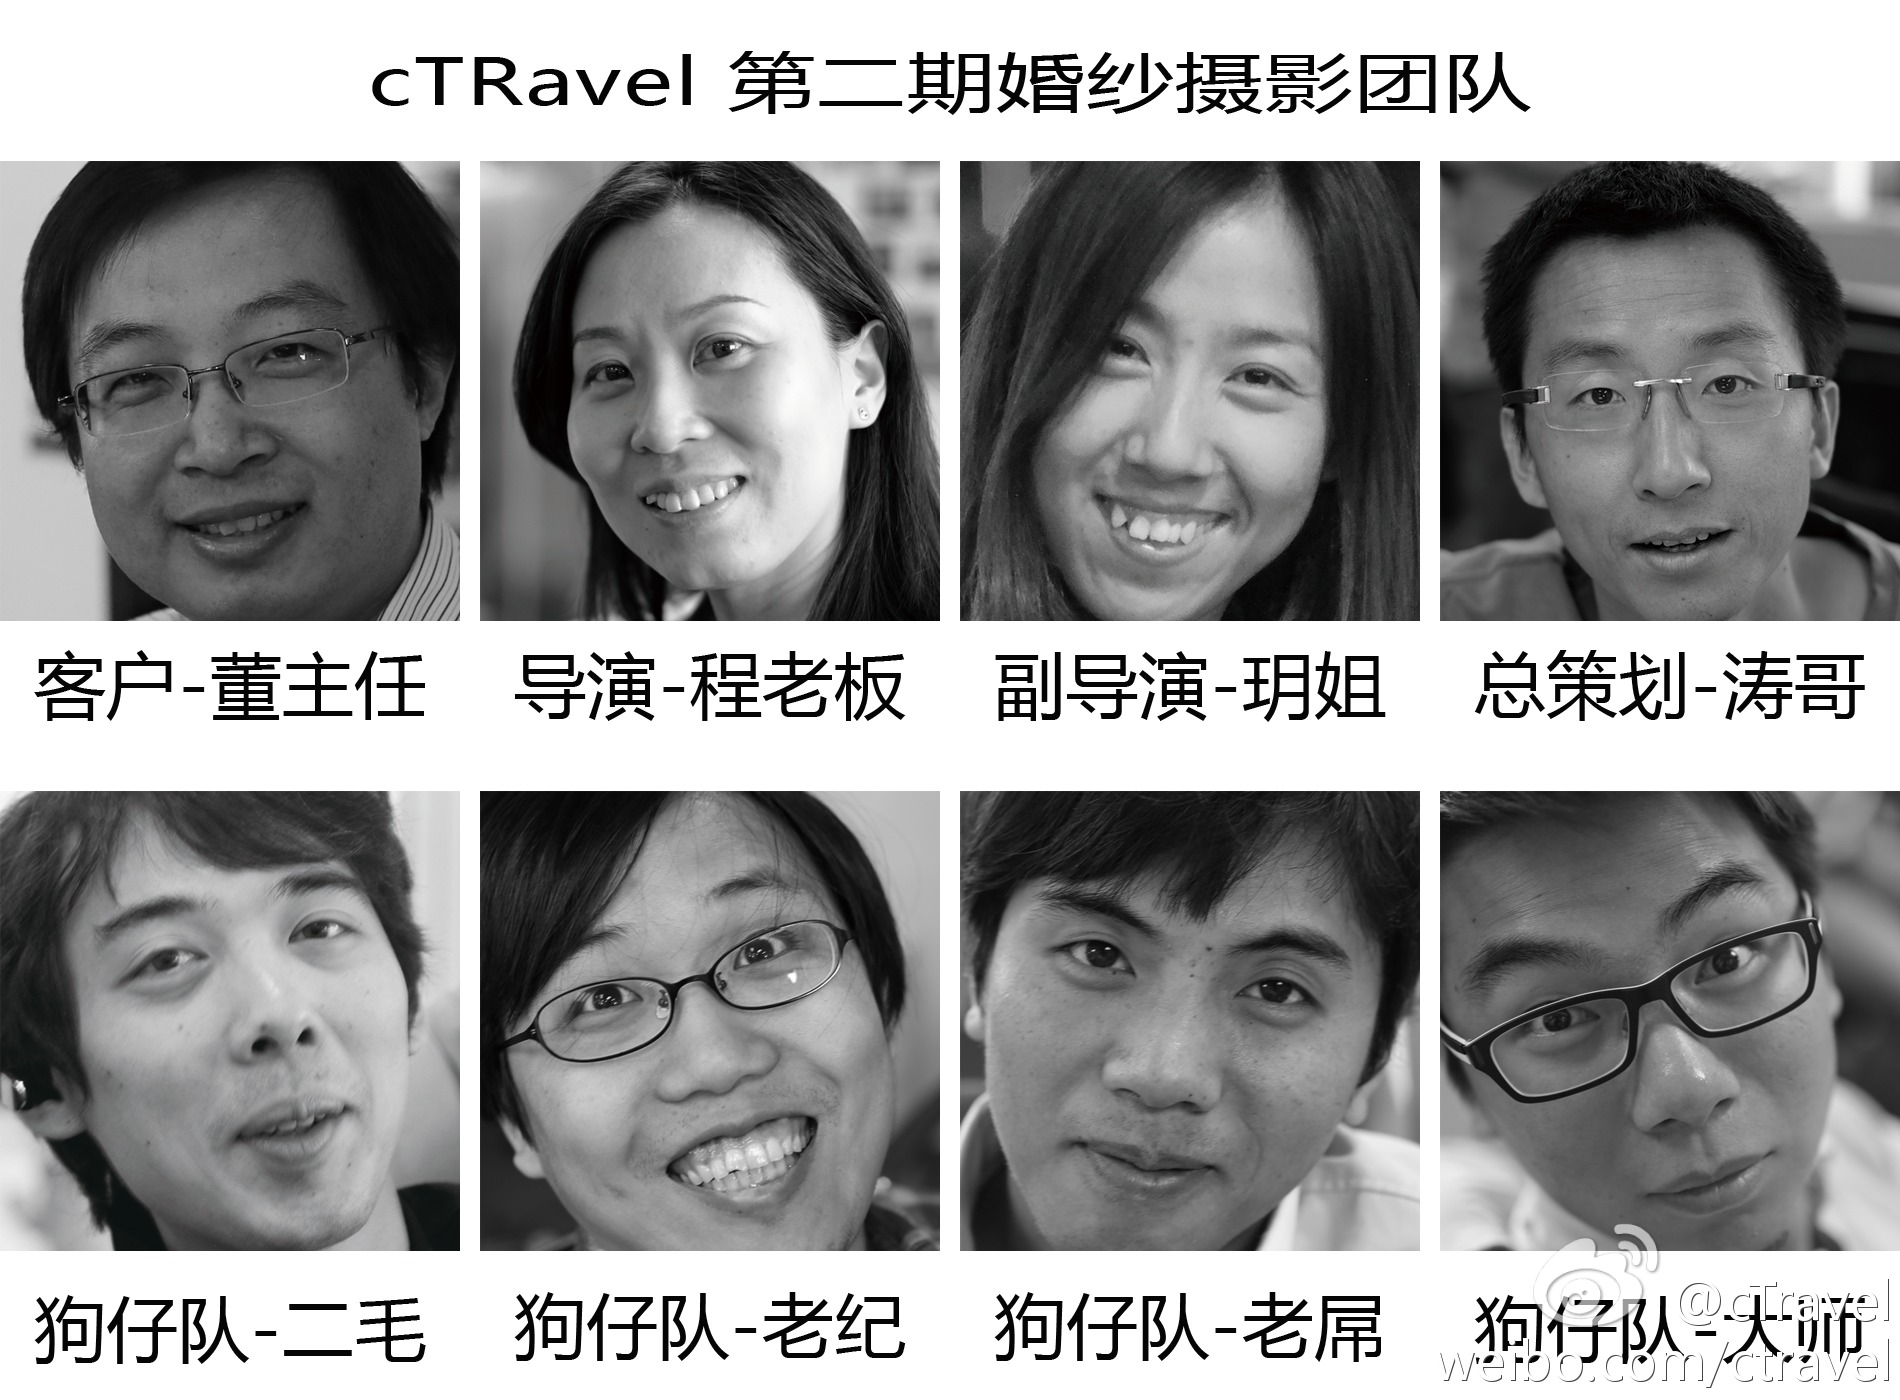 cTRavel 第二期婚纱摄影团队
客户-董主任
导演-程老板
副导演-玥姐
总策划-涛哥
狗仔队-二毛
狗仔队-老纪
狗仔队-老屌
狗仔队-大师
@cTravel
weibo.com/ctravel